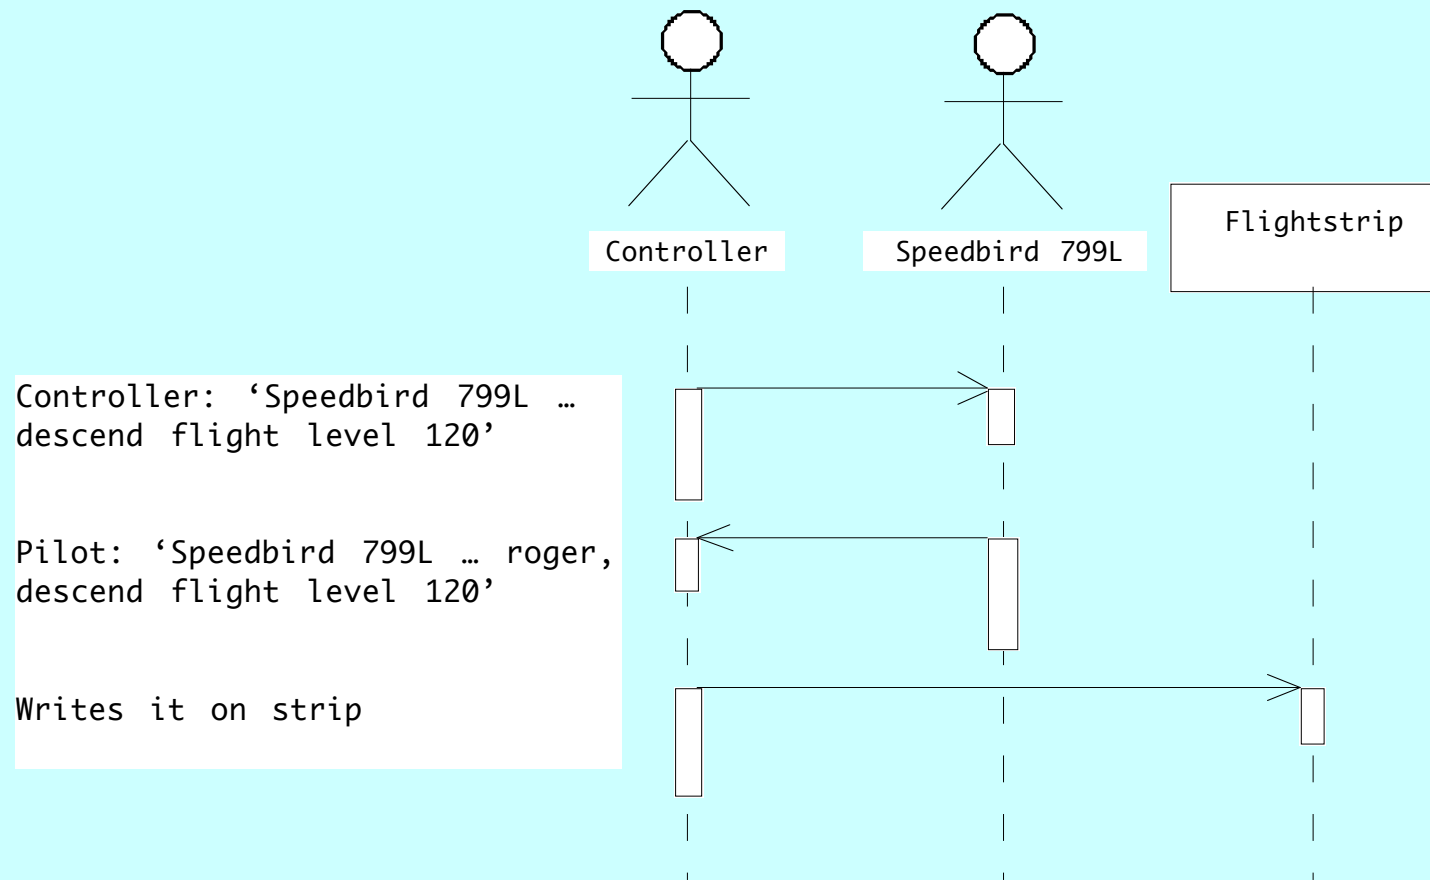 Flightstrip
Controller
Speedbird 799L
Controller: ‘Speedbird 799L …
descend flight level 120’
Pilot: ‘Speedbird 799L … roger,
descend flight level 120’
Writes it on strip